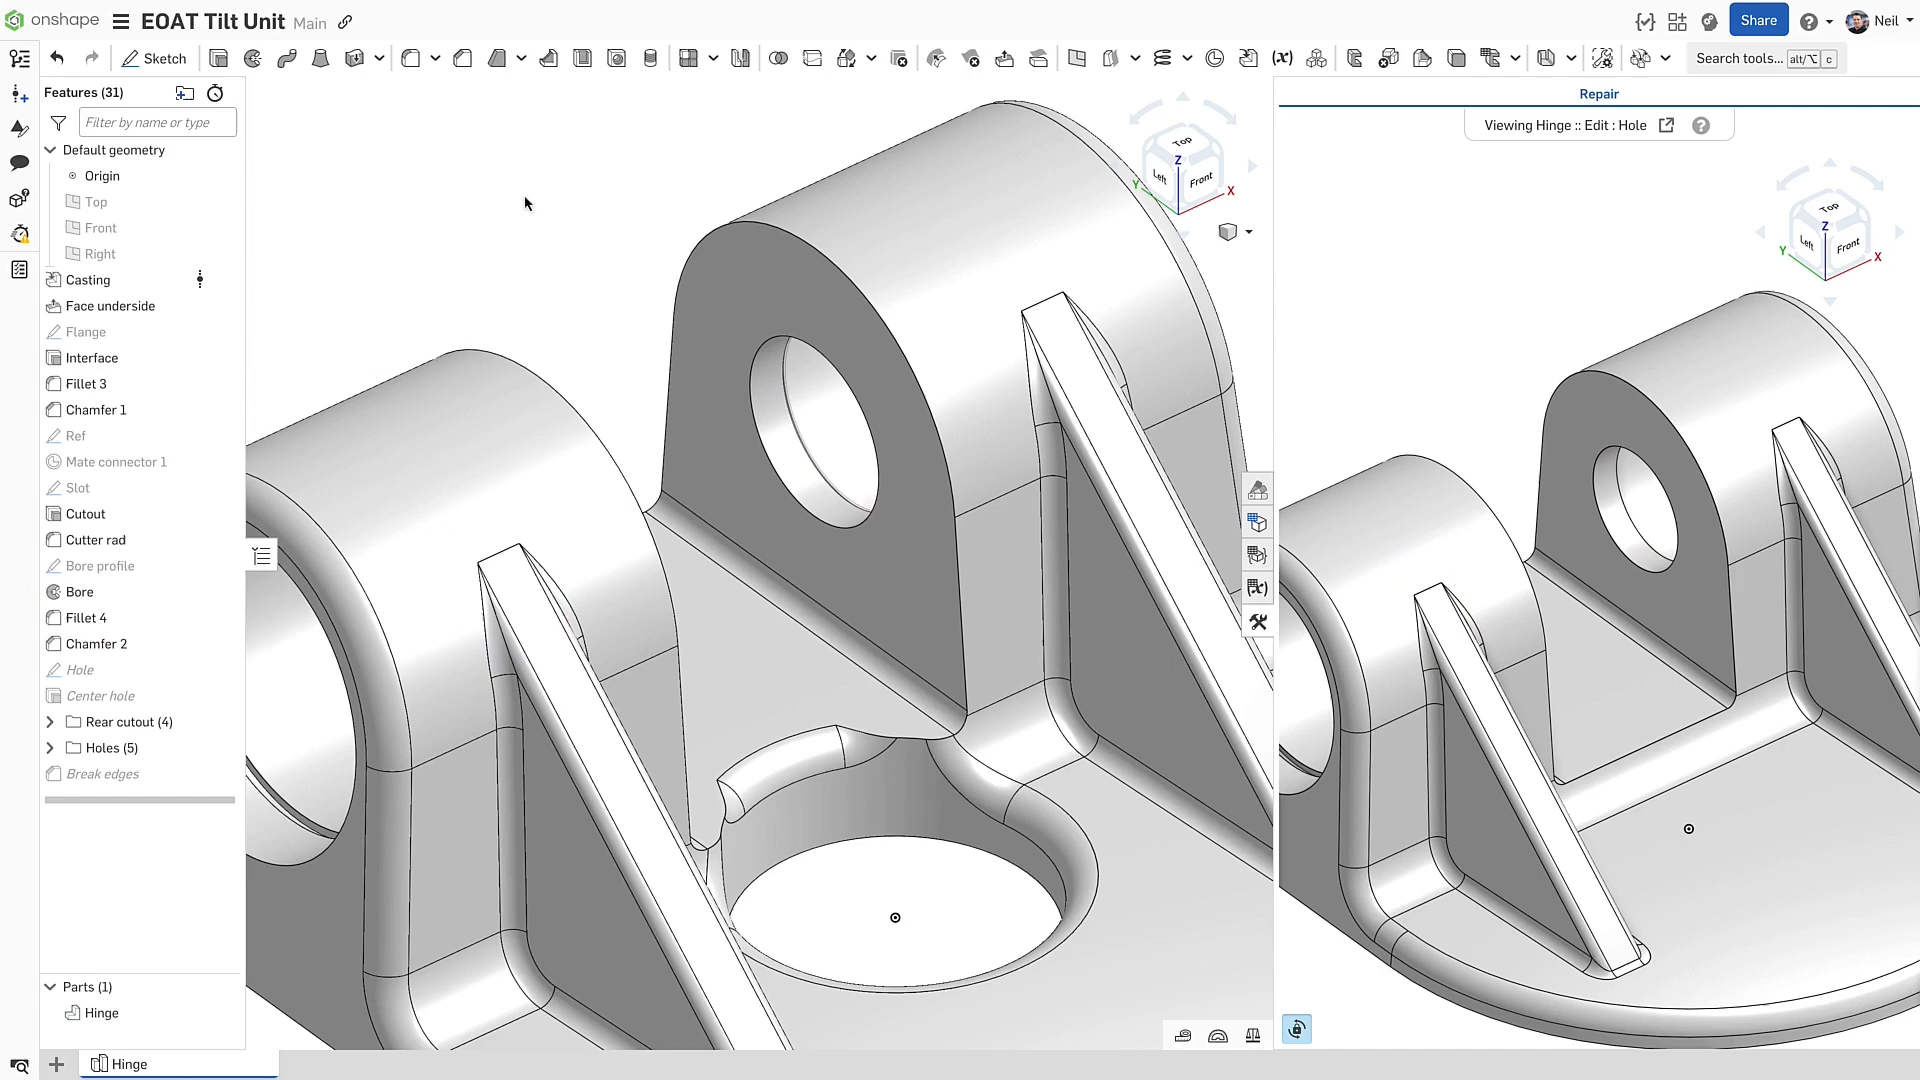 onshape EOAT Tilt Unit Main Share Neil
Sketch Search tools... alt/⌥ c
Features (31)
Filter by name or type
Default geometry
Origin
Top
Front
Right
Casting
Face underside
Flange
Interface
Fillet 3
Chamfer 1
Ref
Mate connector 1
Slot
Cutout
Cutter rad
Bore profile
Bore
Fillet 4
Chamfer 2
Hole
Center hole
Rear cutout (4)
Holes (5)
Break edges
Parts (1)
Hinge
Top
Z
Left Front
Y X
(x)
(x)
Repair
Viewing Hinge :: Edit : Hole
Top
Z
Left Front
Y X
Hinge